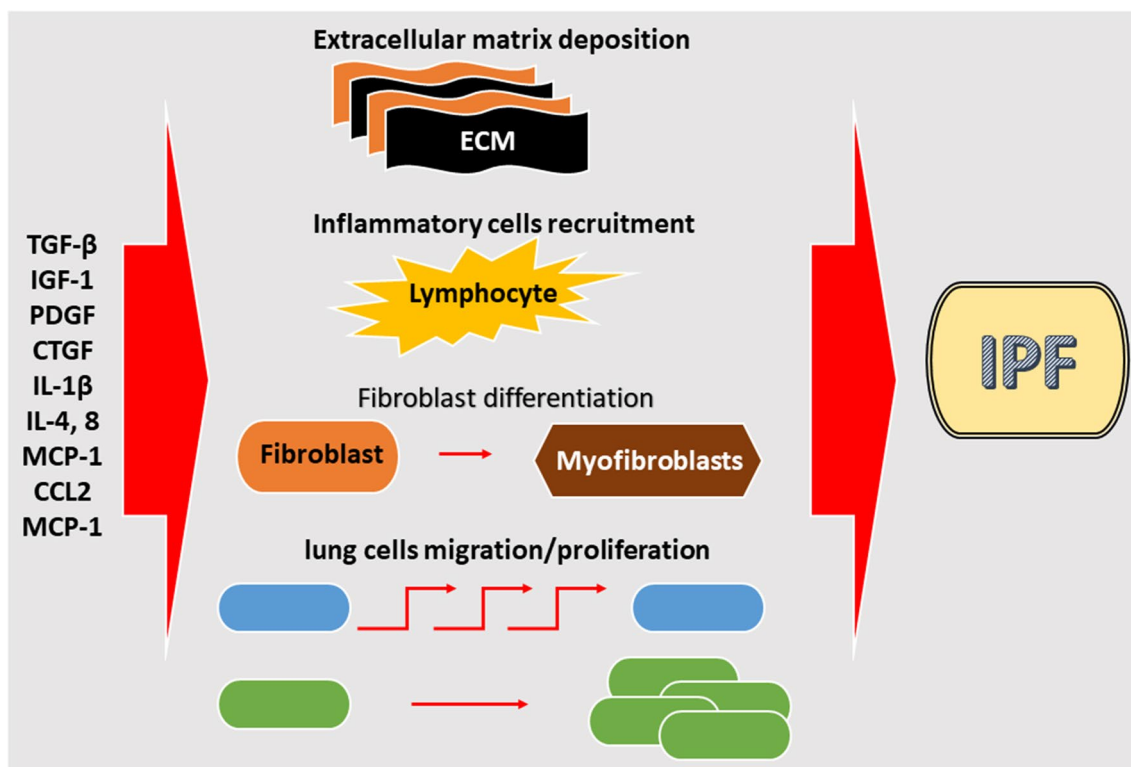 TGF-β
IGF-1
PDGF
CTGF
IL-1β
IL-4, 8
MCP-1
CCL2
MCP-1
Extracellular matrix deposition
ECM
Inflammatory cells recruitment
Lymphocyte
Fibroblast differentiation
Fibroblast
Myofibroblasts
lung cells migration/proliferation
IPF